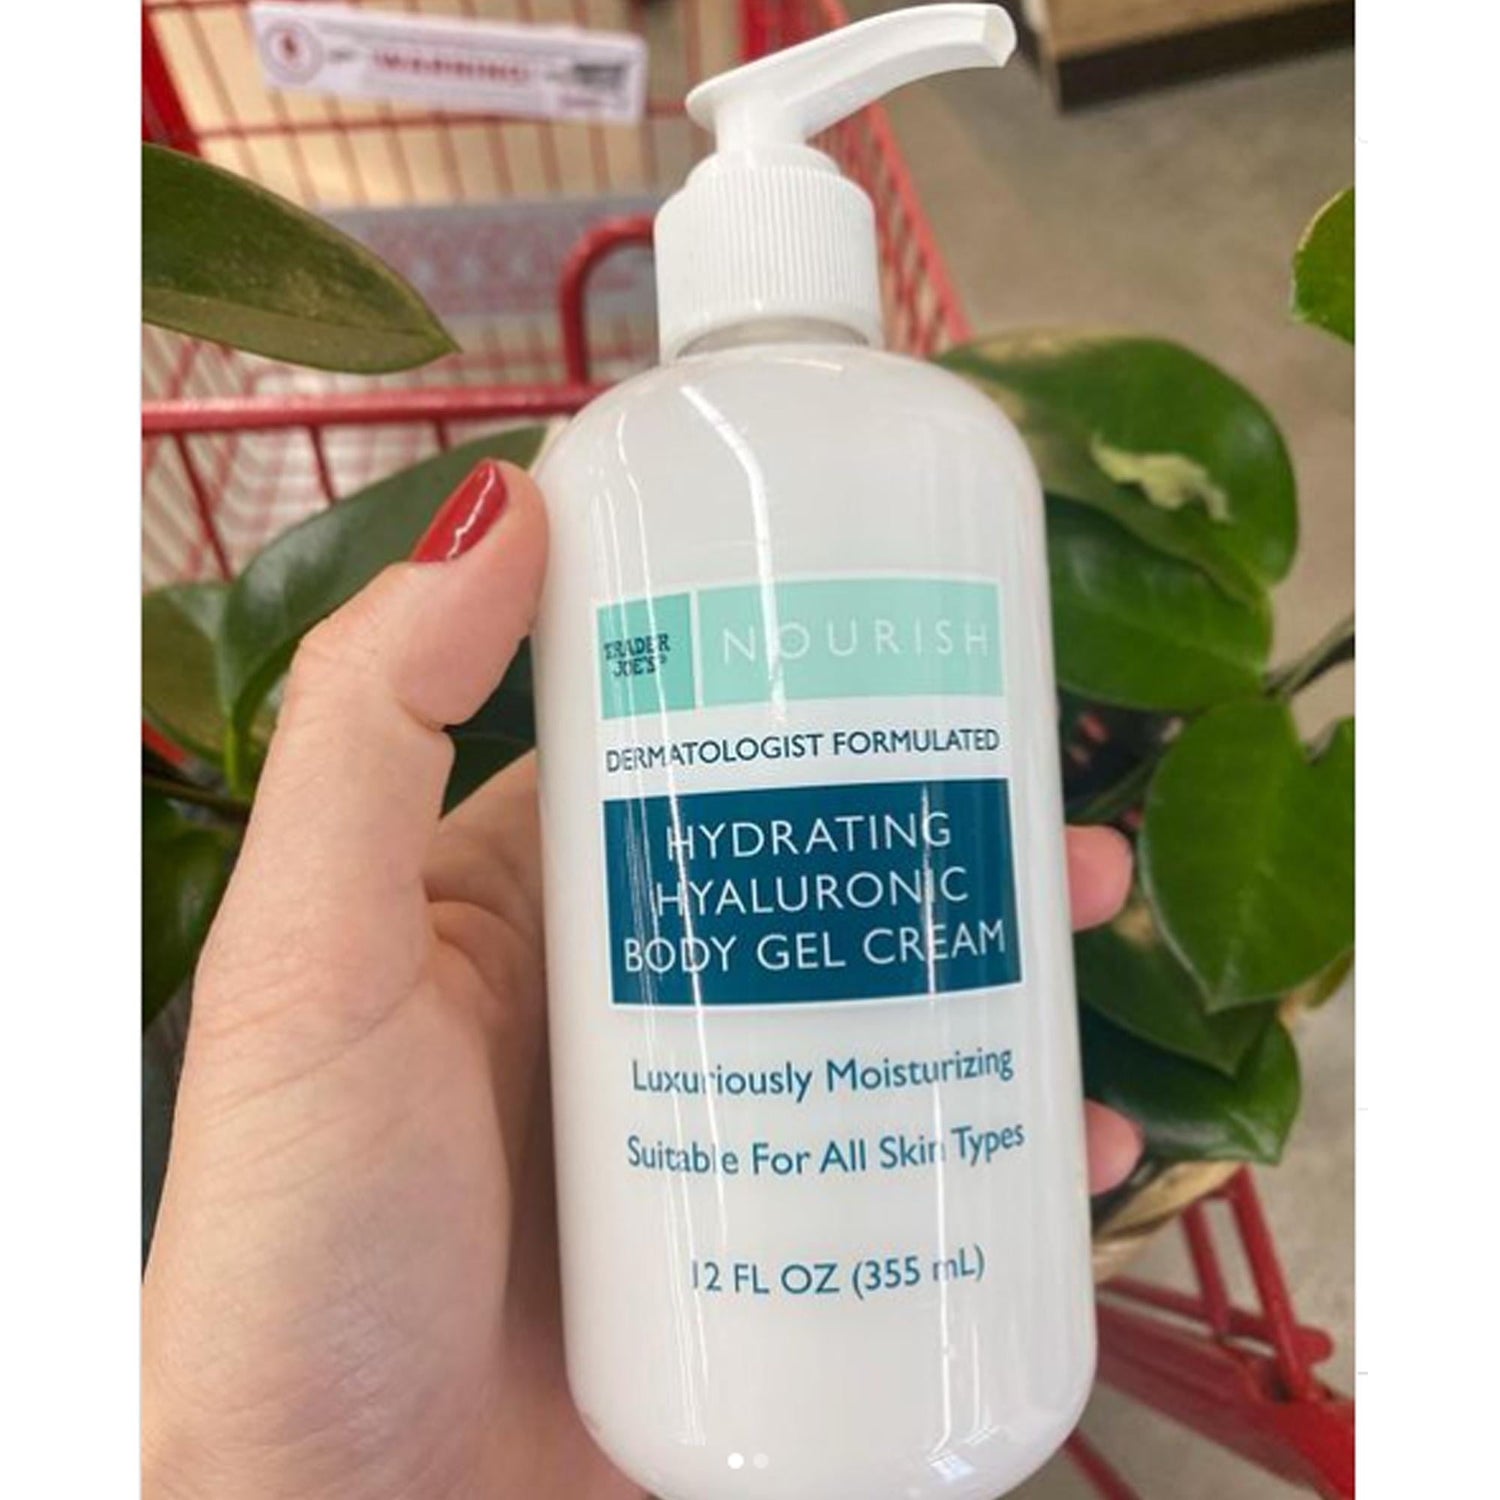 WARNING!
TRADER
JOE'S®
NOURISH
DERMATOLOGIST FORMULATED
HYDRATING
HYALURONIC
BODY GEL CREAM
Luxuriously Moisturizing
Suitable For All Skin Types
12 FL OZ (355 mL)